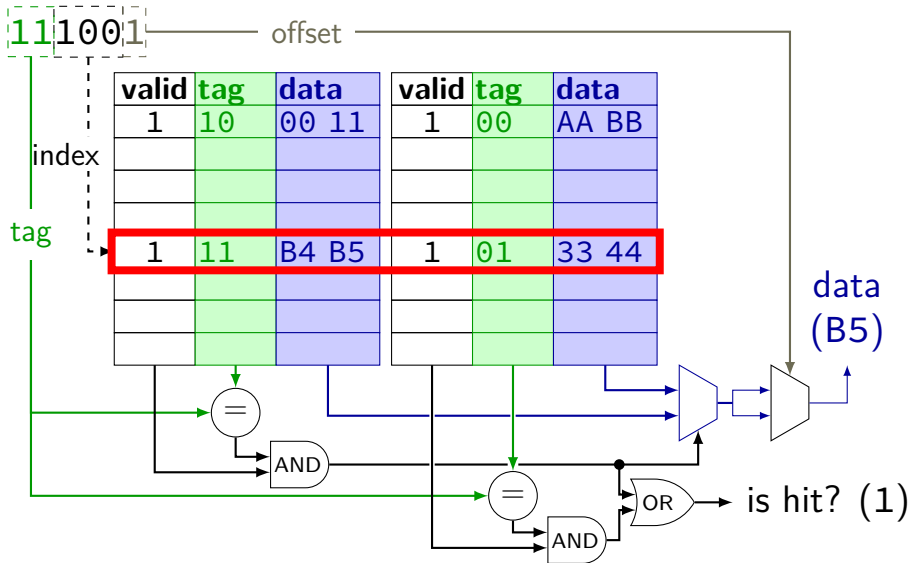 111001 offset
valid tag data valid tag data
1 10 00 11 1 00 AA BB
index
tag
1 11 B4 B5 1 01 33 44
data
(B5)
=
AND
=
OR is hit? (1)
AND